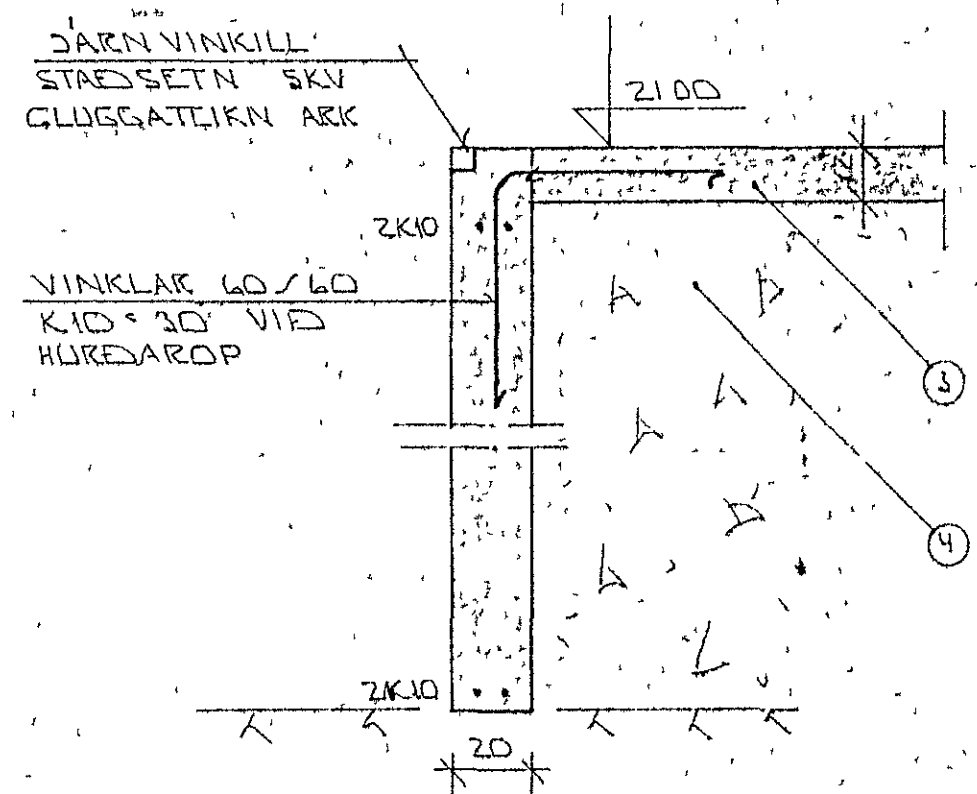 JÁRN VINKILL
STAÐSETN SKV
GLUGGATEIKN ARK
2100
2K10
VINKLAR 60/60
K10 c 30 VIÐ
HURÐAROP
3
4
2K10
20